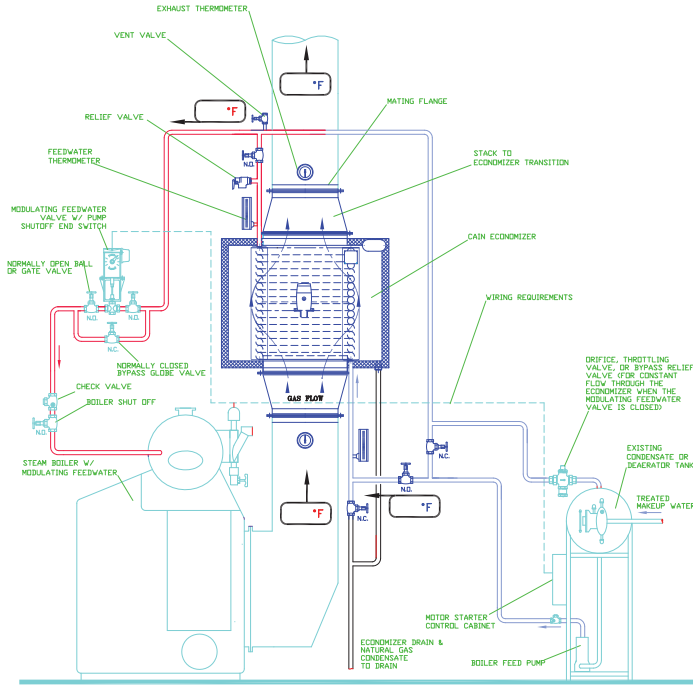 EXHAUST THERMOMETER
VENT VALVE
°F
°F
MATING FLANGE
RELIEF VALVE
FEEDWATER
THERMOMETER
N.O.
STACK TO
ECONOMIZER TRANSITION
MODULATING FEEDWATER
VALVE W/ PUMP
SHUTOFF END SWITCH
CAIN ECONOMIZER
NORMALLY OPEN BALL
OR GATE VALVE
WIRING REQUIREMENTS
N.O.
N.O.
N.C.
NORMALLY CLOSED
BYPASS GLOBE VALVE
ORIFICE, THROTTLING
VALVE, OR BYPASS RELIEF
VALVE (FOR CONSTANT
FLOW THROUGH THE
ECONOMIZER WHEN THE
MODULATING FEEDWATER
VALVE IS CLOSED)
CHECK VALVE
BOILER SHUT OFF
N.O.
GAS FLOW
N.C.
EXISTING
CONDENSATE OR
DEAERATOR TANK
STEAM BOILER W/
MODULATING FEEDWATER
N.O.
TREATED
MAKEUP WATER
°F
°F
N.C.
MOTOR STARTER
CONTROL CABINET
ECONOMIZER DRAIN &
NATURAL GAS
CONDENSATE
TO DRAIN
BOILER FEED PUMP